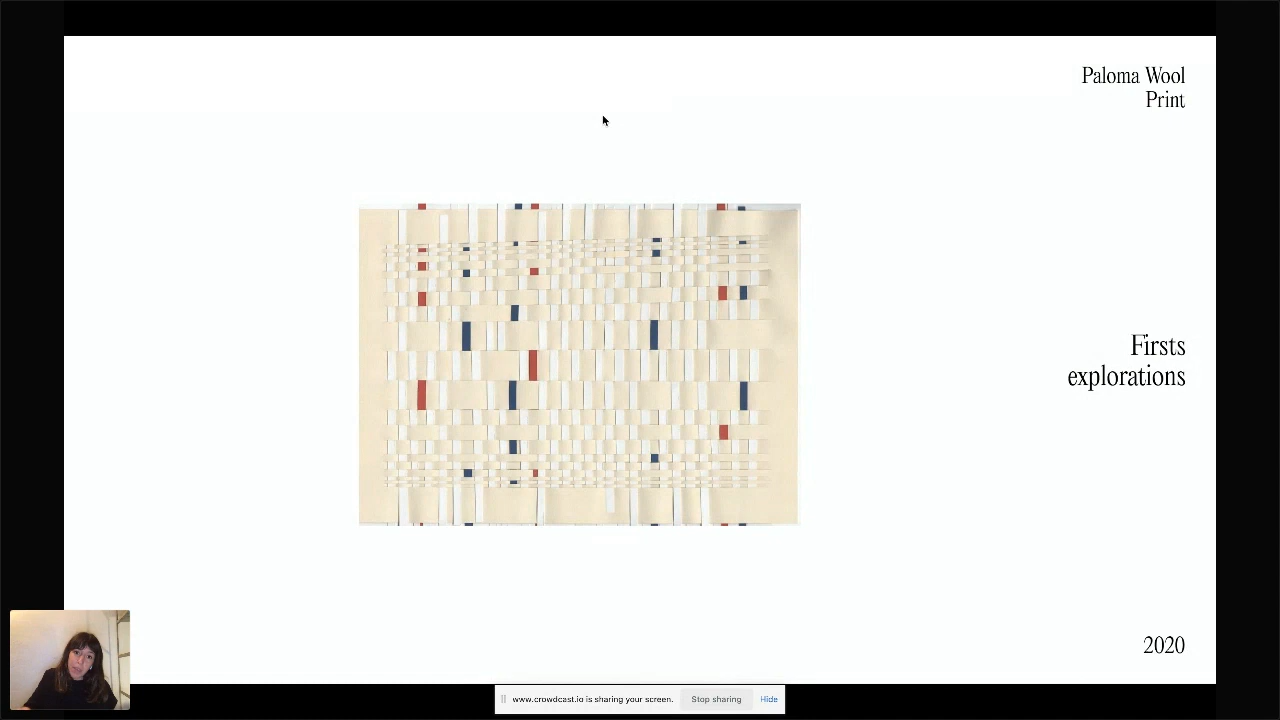 Paloma Wool
Print
Firsts
explorations
2020
www.crowdcast.io is sharing your screen. Stop sharing Hide